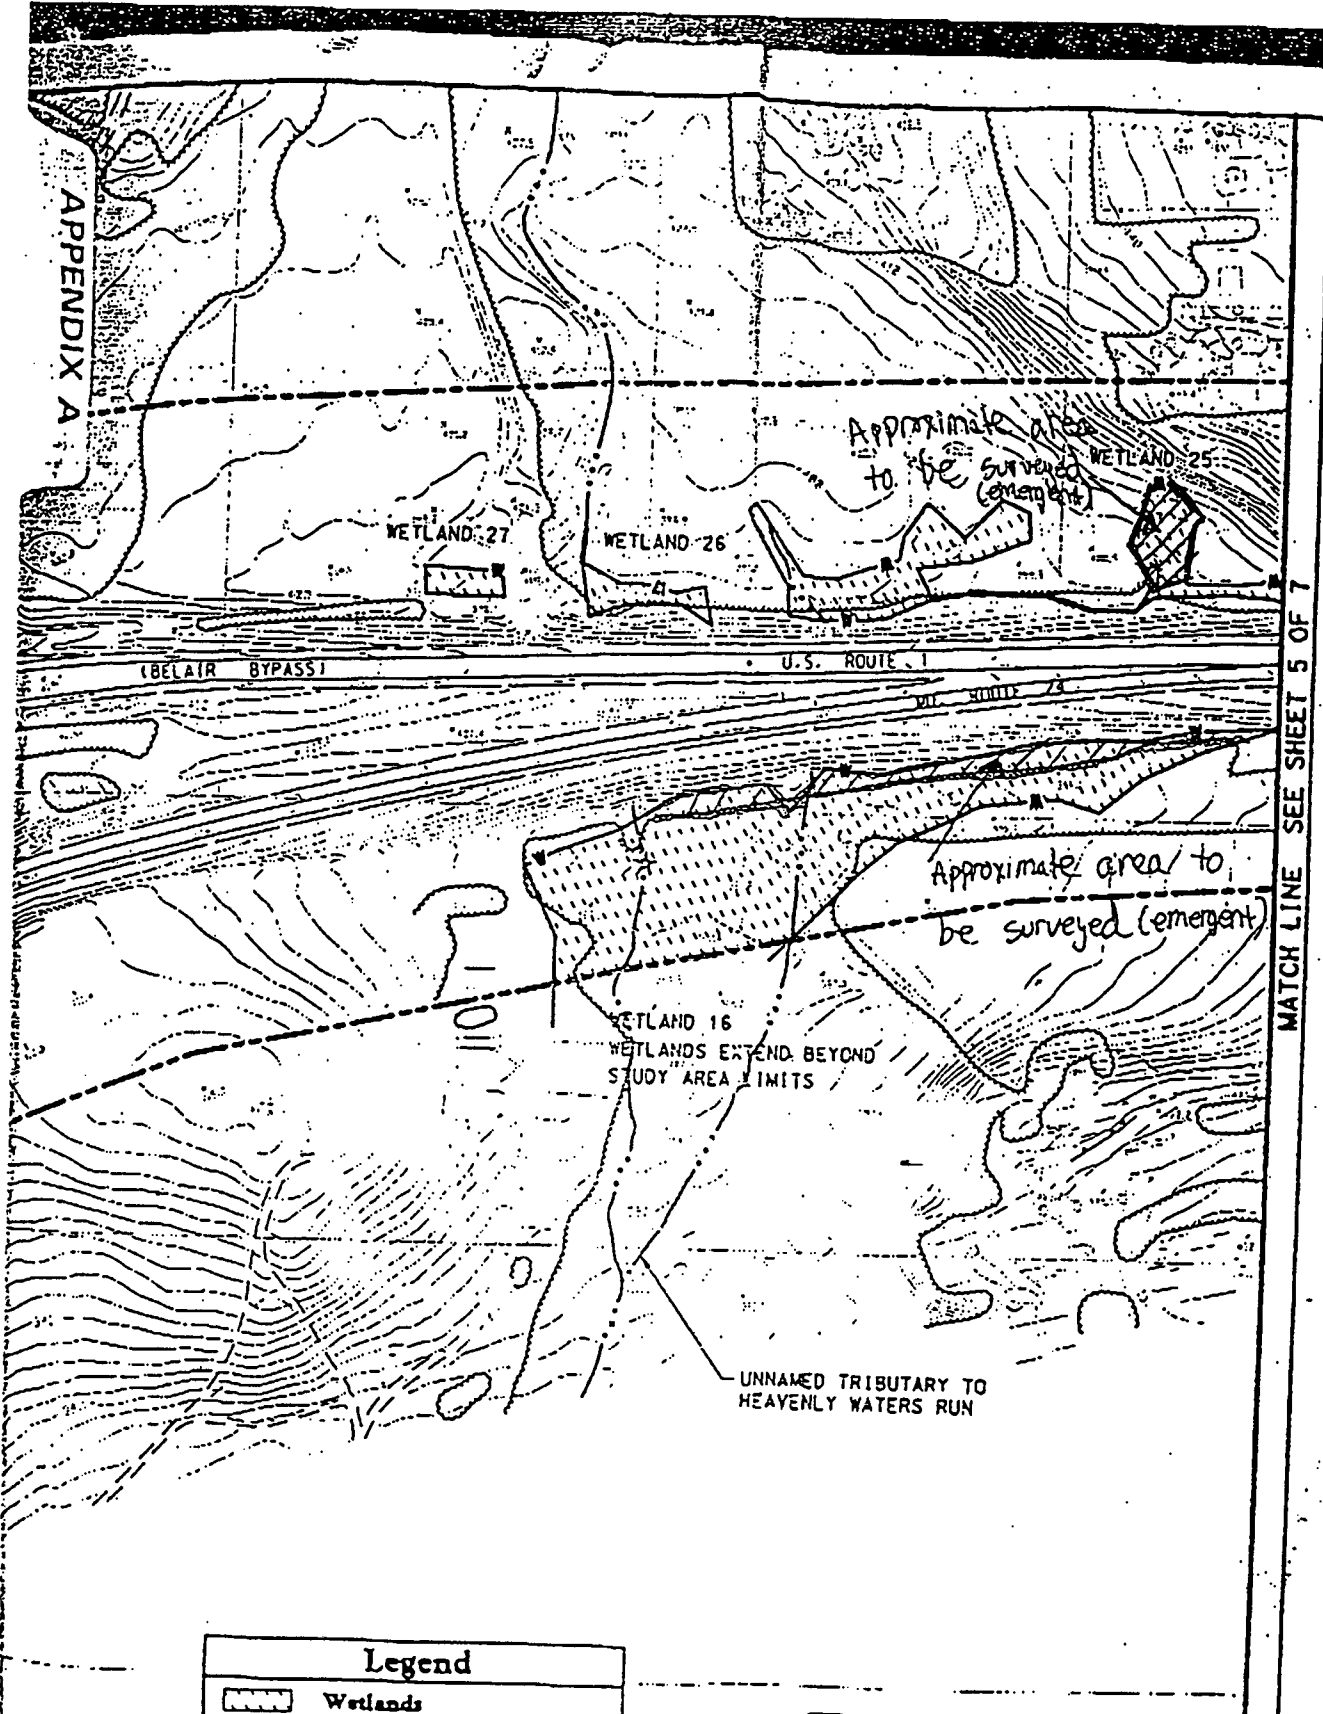 APPENDIX A
Approximate area
to be surveyed
(emergent)
WETLAND 25
WETLAND 27
WETLAND 26
(BELAIR BYPASS)
U.S. ROUTE 1
MATCH LINE SEE SHEET 5 OF 7
Approximate area to
be surveyed (emergent)
WETLAND 16
WETLANDS EXTEND BEYOND
STUDY AREA LIMITS
UNNAMED TRIBUTARY TO
HEAVENLY WATERS RUN
Legend
Wetlands